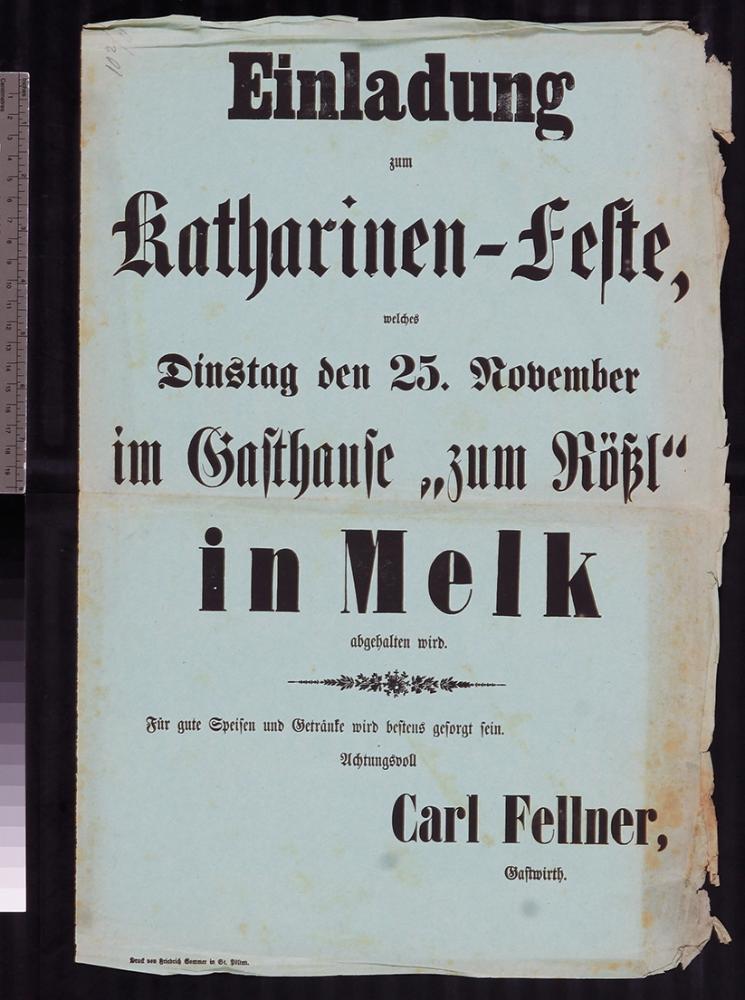 Einladung
zum
Katharinen-Feste,
welches
Dinstag den 25. November
im Gasthause „zum Rößl“
in Melk
abgehalten wird.
Für gute Speisen und Getränke wird bestens gesorgt sein.
Achtungsvoll
Carl Fellner,
Gastwirth.
Druck von Friedrich Sommer in St. Pölten.